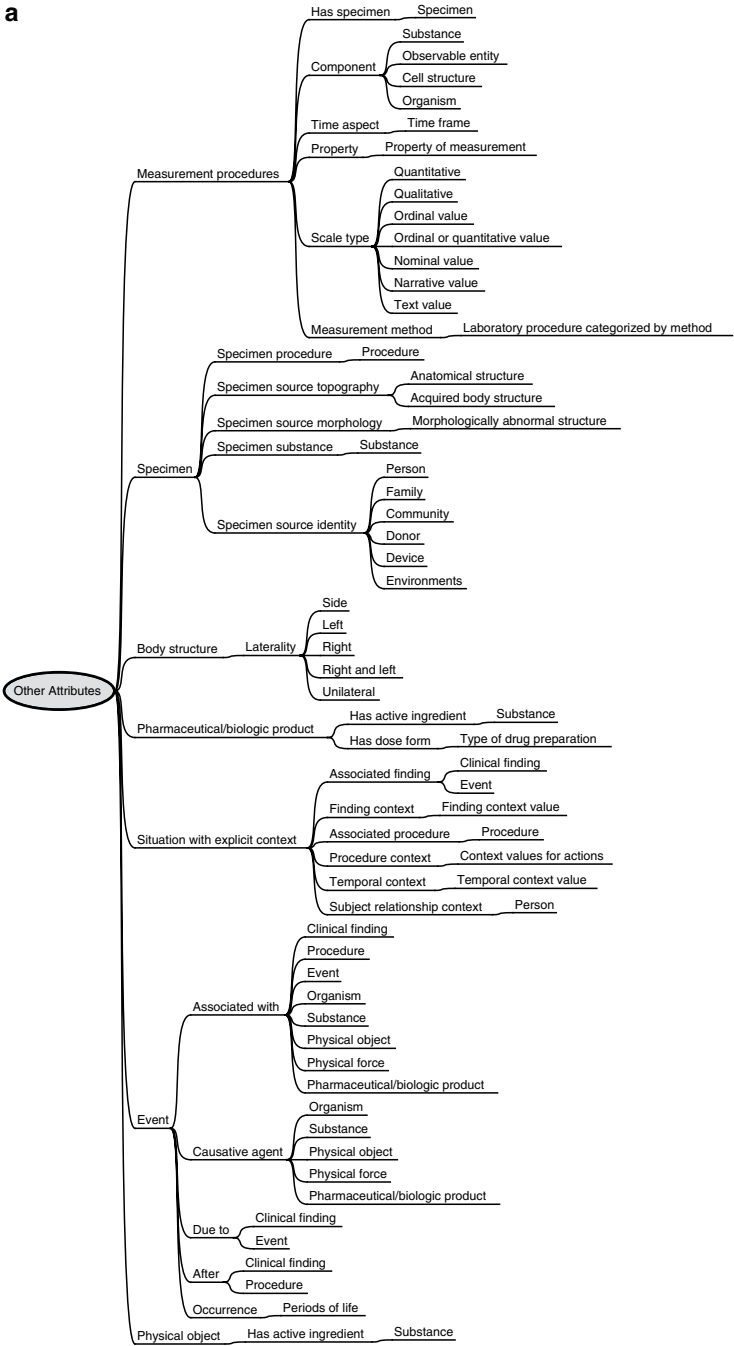 a
Has specimen
Specimen
Component
Substance
Observable entity
Cell structure
Organism
Time aspect
Time frame
Property
Property of measurement
Measurement procedures
Scale type
Quantitative
Qualitative
Ordinal value
Ordinal or quantitative value
Nominal value
Narrative value
Text value
Measurement method
Laboratory procedure categorized by method
Specimen procedure
Procedure
Specimen source topography
Anatomical structure
Acquired body structure
Specimen source morphology
Morphologically abnormal structure
Specimen substance
Substance
Specimen
Specimen source identity
Person
Family
Community
Donor
Device
Environments
Body structure
Laterality
Side
Left
Right
Right and left
Unilateral
Other Attributes
Pharmaceutical/biologic product
Has active ingredient
Substance
Has dose form
Type of drug preparation
Situation with explicit context
Associated finding
Clinical finding
Event
Finding context
Finding context value
Associated procedure
Procedure
Procedure context
Context values for actions
Temporal context
Temporal context value
Subject relationship context
Person
Event
Associated with
Clinical finding
Procedure
Event
Organism
Substance
Physical object
Physical force
Pharmaceutical/biologic product
Causative agent
Organism
Substance
Physical object
Physical force
Pharmaceutical/biologic product
Due to
Clinical finding
Event
After
Clinical finding
Procedure
Occurrence
Periods of life
Physical object
Has active ingredient
Substance